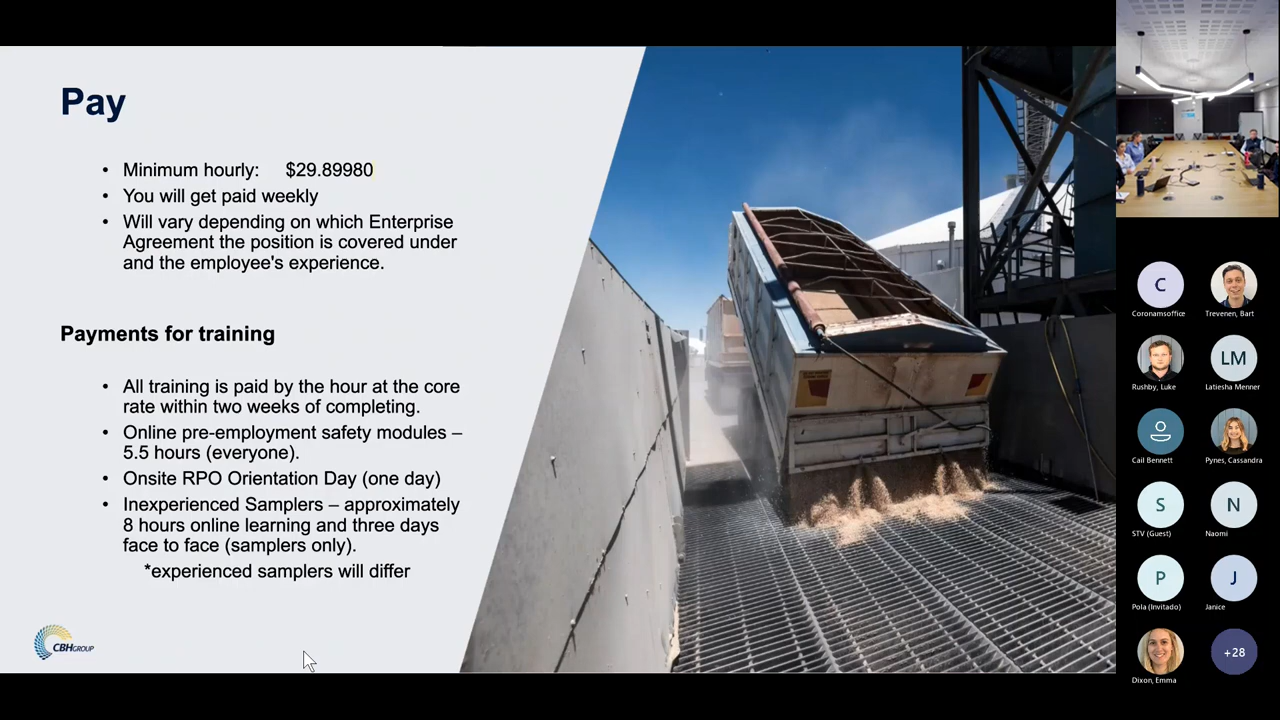 Pay
• Minimum hourly: $29.89980
• You will get paid weekly
• Will vary depending on which Enterprise
Agreement the position is covered under
and the employee's experience.
Payments for training
• All training is paid by the hour at the core
rate within two weeks of completing.
• Online pre-employment safety modules –
5.5 hours (everyone).
• Onsite RPO Orientation Day (one day)
• Inexperienced Samplers – approximately
8 hours online learning and three days
face to face (samplers only).
*experienced samplers will differ
CBHGROUP
C
Coronamsoffice
Trevenen, Bart
Rushby, Luke
LM
Latiesha Menner
Cail Bennett
Pynes, Cassandra
S
STV (Guest)
N
Naomi
P
Pola (Invitado)
J
Janice
Dixon, Emma
+28